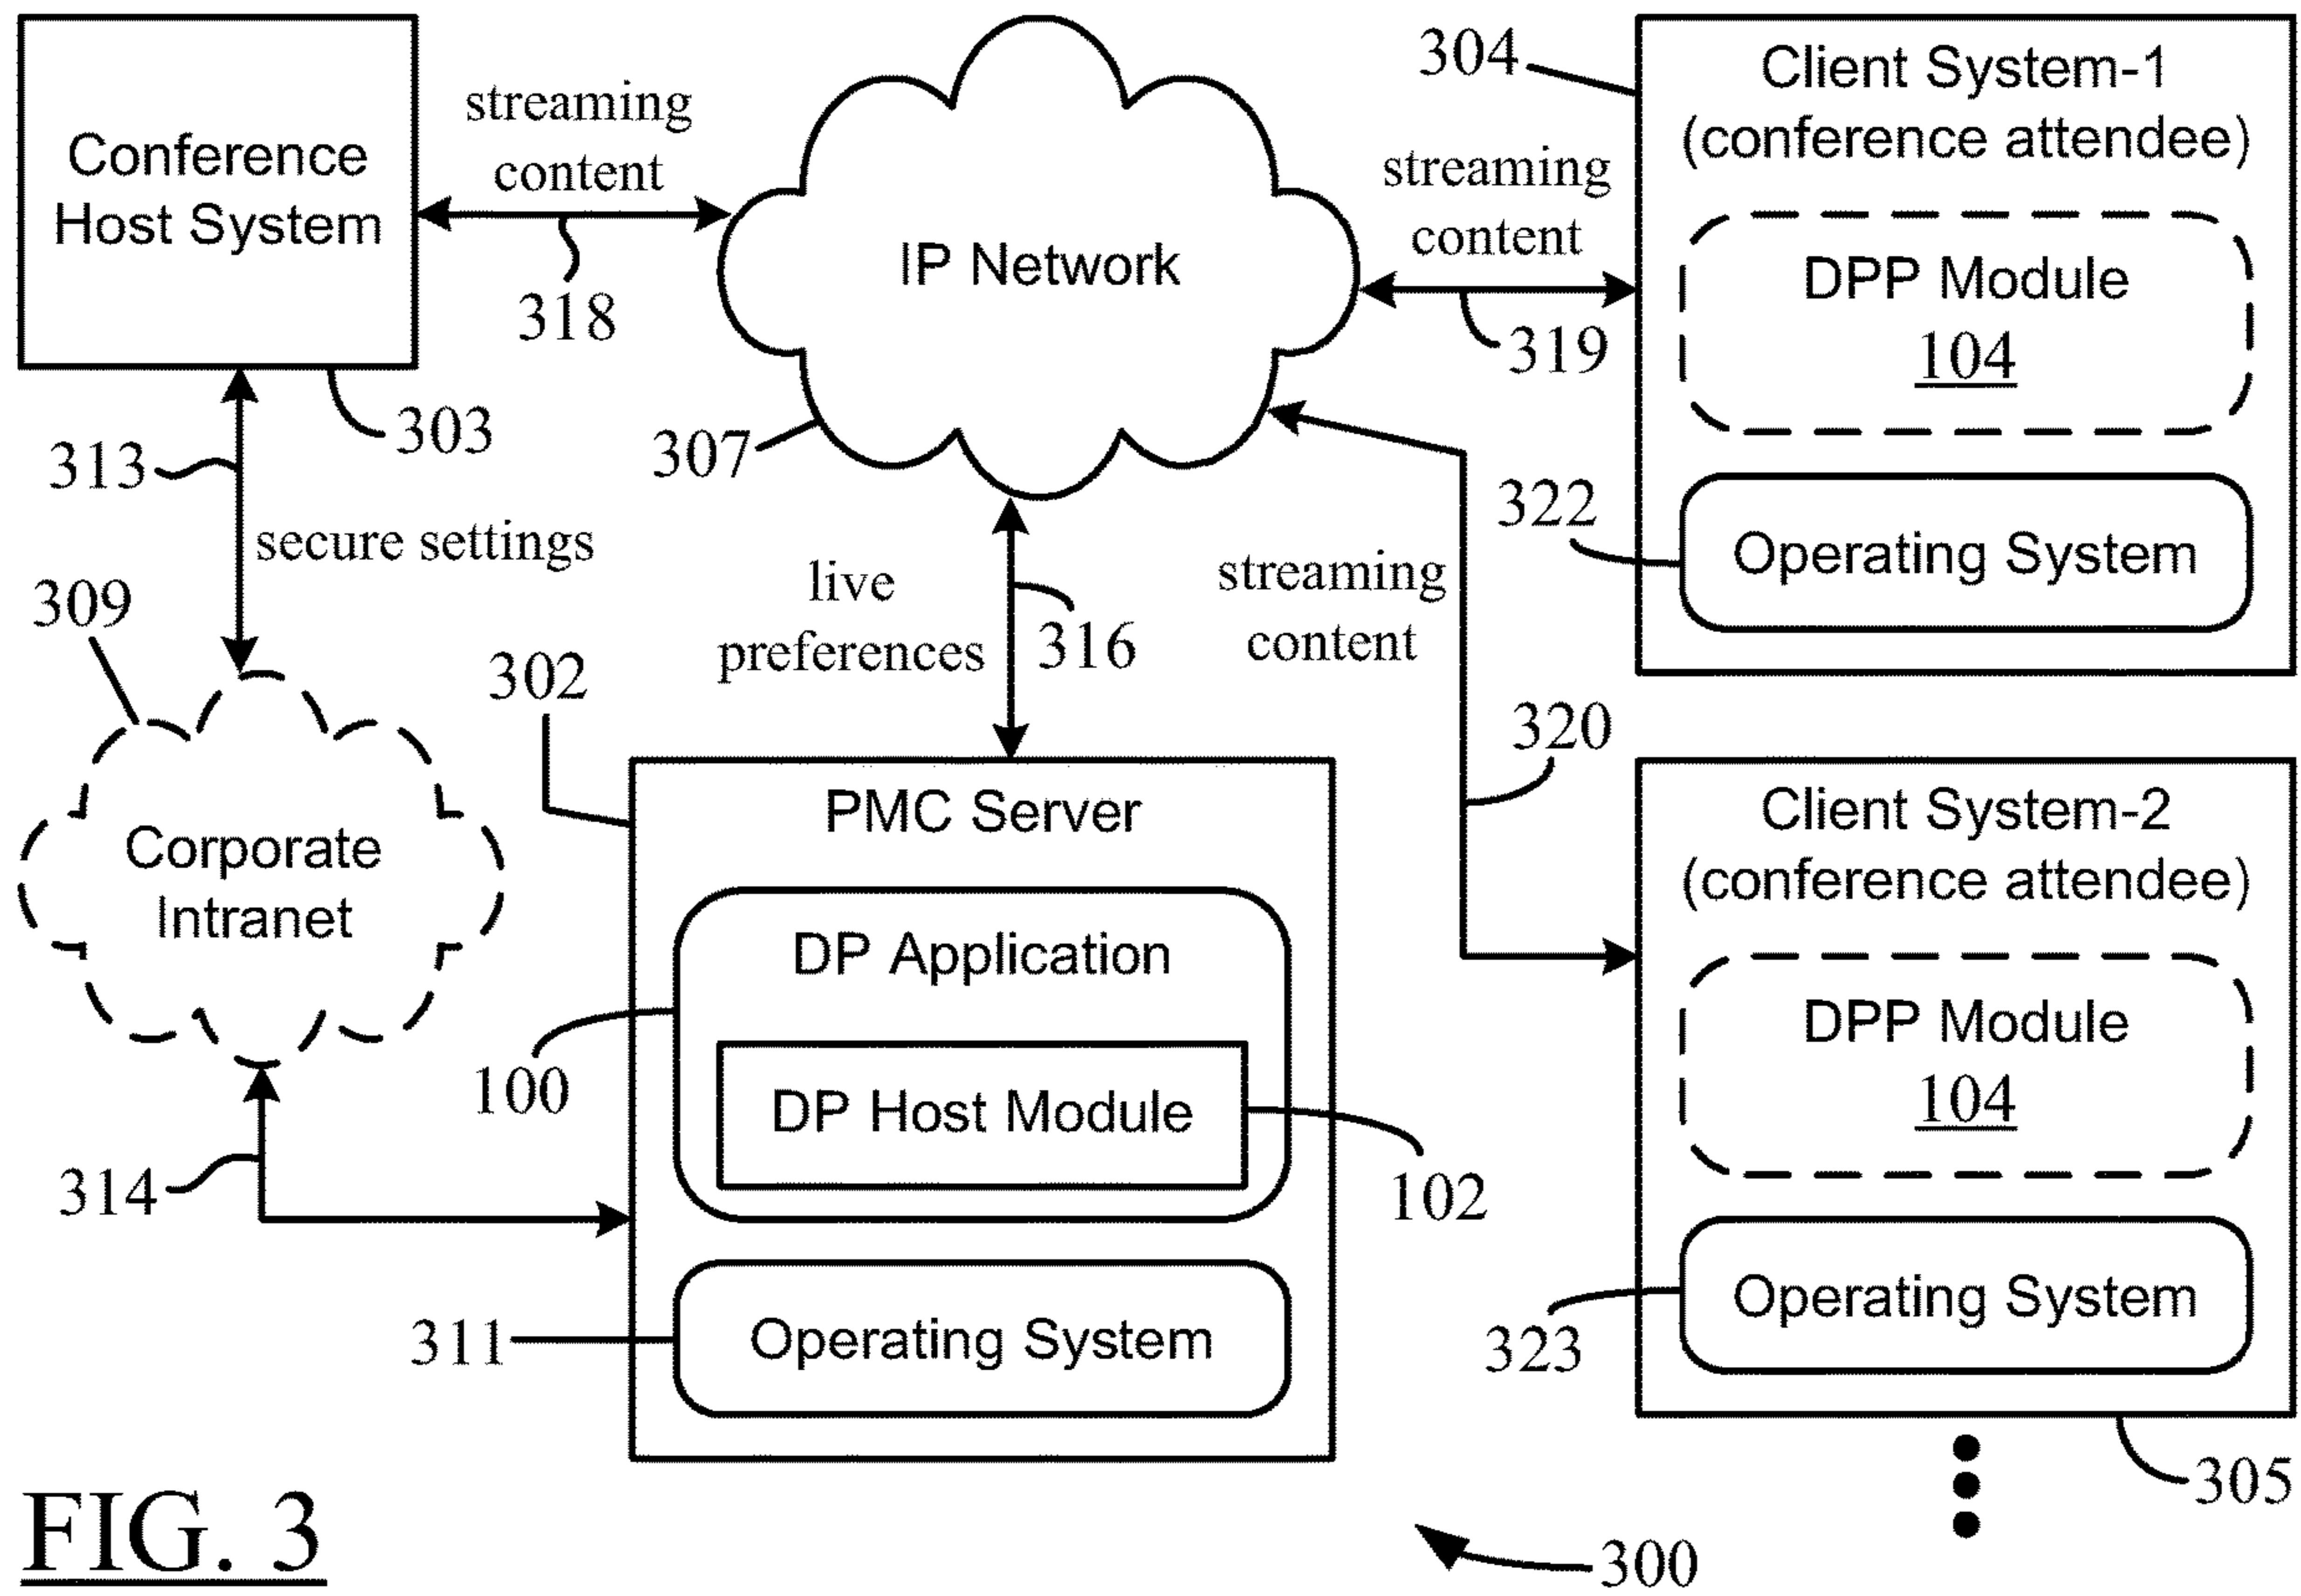 Conference
Host System
streaming
content
318
303
313
secure settings
309
Corporate
Intranet
314
IP Network
307
live
preferences
316
streaming
content
319
streaming
content
320
304
Client System-1
(conference attendee)
DPP Module
104
322
Operating System
302
PMC Server
DP Application
100
DP Host Module
102
311
Operating System
Client System-2
(conference attendee)
DPP Module
104
323
Operating System
305
300
FIG. 3